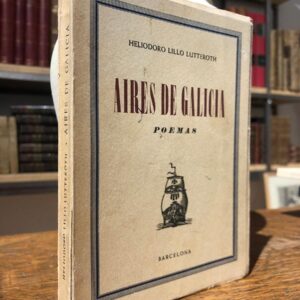 HELIODORO LILLO LUTTEROTH
AIRES DE GALICIA
POEMAS
BARCELONA
HELIODORO LILLO LUTTEROTH - AIRES DE GALICIA